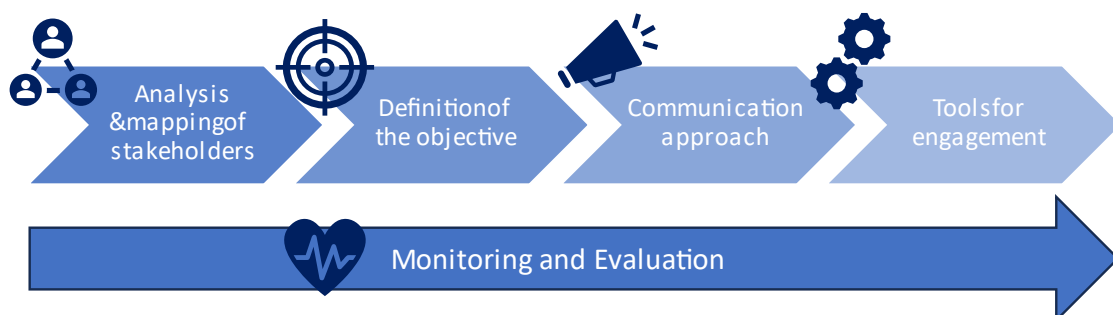 Analysis
&mappingof
stakeholders
Definitionof
the objective
Communication
approach
Toolsfor
engagement
Monitoring and Evaluation